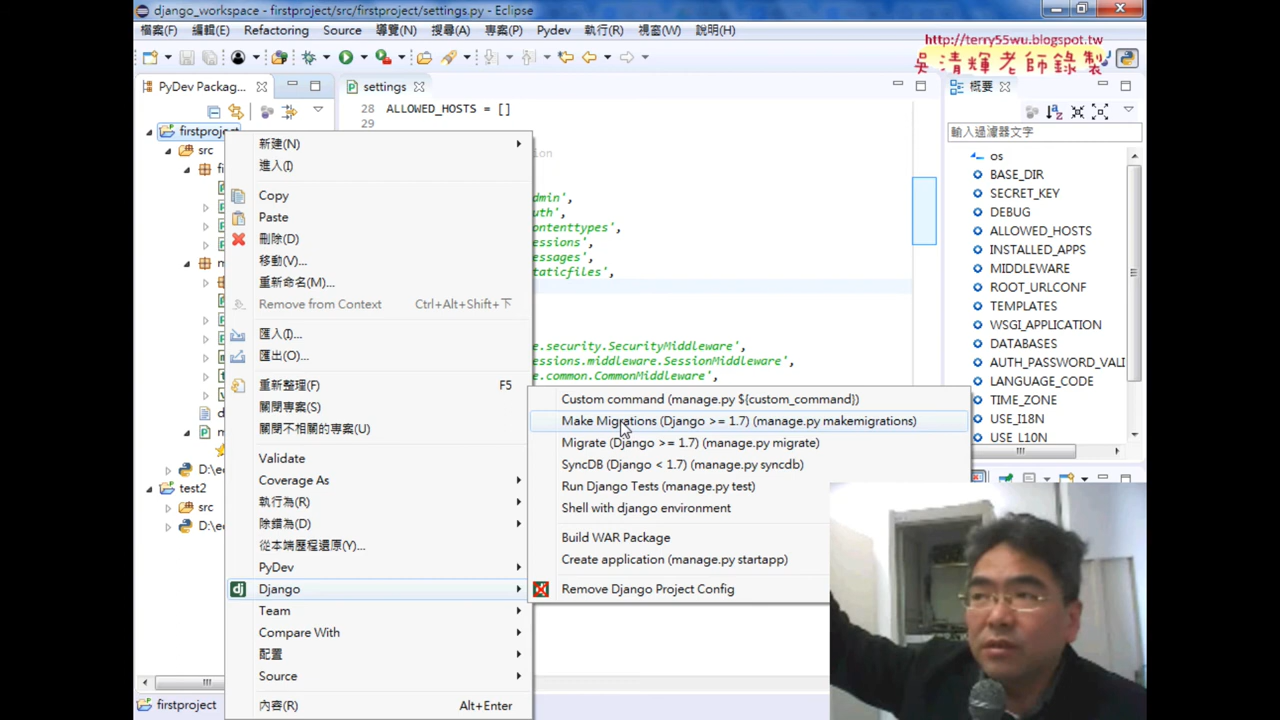 django_workspace - firstproject/src/firstproject/settings.py - Eclipse
檔案(F) 編輯(E) Refactoring Source 導覽(N) 搜尋(A) 專案(P) Pydev 執行(R) 視窗(W) 說明(H)
http://terry55wu.blogspot.tw
吳清輝老師錄製
PyDev Packag...
settings
概要
28 ALLOWED_HOSTS = []
29
輸入過濾器文字
firstproject
src
test2
src
新建(N)
進入(I)
Copy
Paste
刪除(D)
移動(V)...
重新命名(M)...
Remove from Context Ctrl+Alt+Shift+下
匯入(I)...
匯出(O)...
重新整理(F) F5
關閉專案(S)
關閉不相關的專案(U)
Validate
Coverage As
執行為(R)
除錯為(D)
從本端歷程還原(Y)...
PyDev
Django
Team
Compare With
配置
Source
內容(R) Alt+Enter
ion
dmin',
uth',
ontenttypes',
essions',
essages',
taticfiles',
e.security.SecurityMiddleware',
essions.middleware.SessionMiddleware',
e.common.CommonMiddleware',
Custom command (manage.py ${custom_command})
Make Migrations (Django >= 1.7) (manage.py makemigrations)
Migrate (Django >= 1.7) (manage.py migrate)
SyncDB (Django < 1.7) (manage.py syncdb)
Run Django Tests (manage.py test)
Shell with django environment
Build WAR Package
Create application (manage.py startapp)
Remove Django Project Config
os
BASE_DIR
SECRET_KEY
DEBUG
ALLOWED_HOSTS
INSTALLED_APPS
MIDDLEWARE
ROOT_URLCONF
TEMPLATES
WSGI_APPLICATION
DATABASES
AUTH_PASSWORD_VALI
LANGUAGE_CODE
TIME_ZONE
USE_I18N
USE_L10N
firstproject